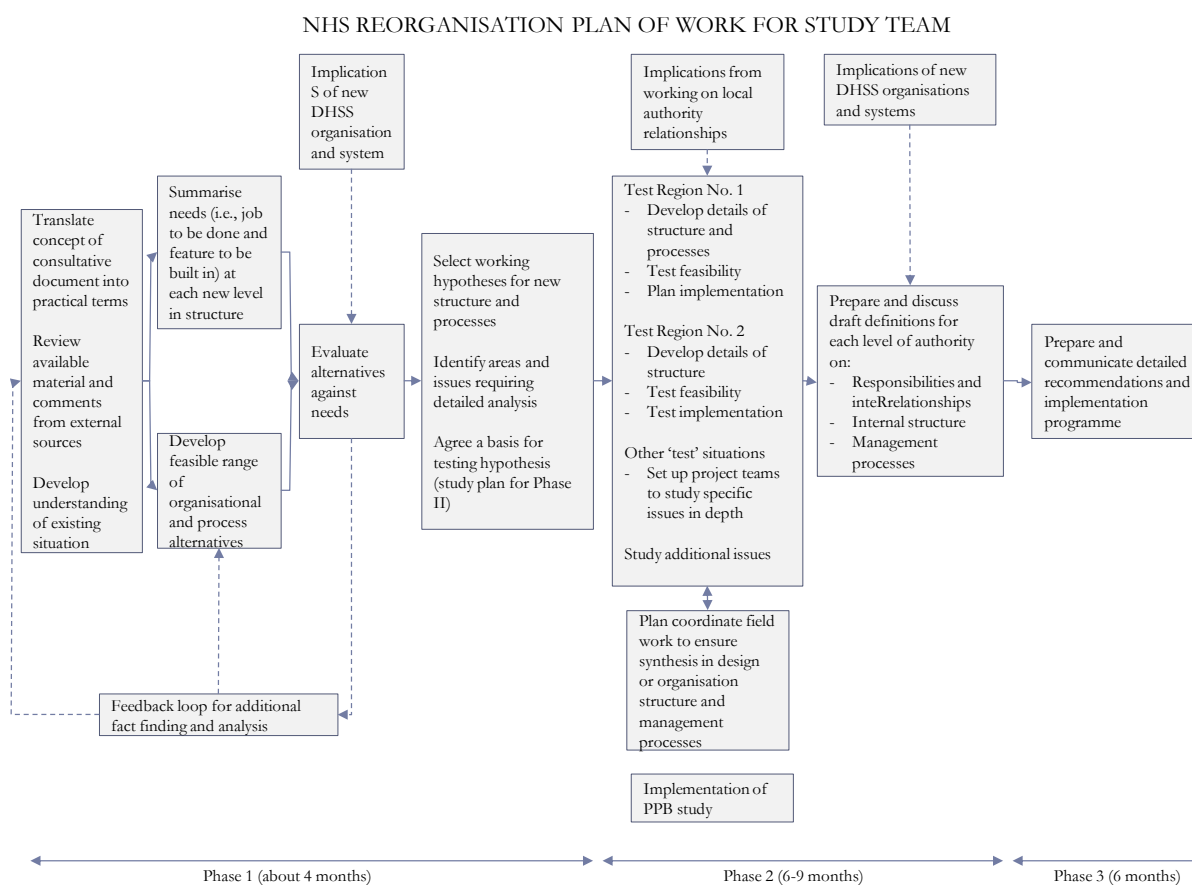 NHS REORGANISATION PLAN OF WORK FOR STUDY TEAM
Implication
S of new
DHSS
organisation
and system
Implications from
working on local
authority
relationships
Implications of new
DHSS organisations
and systems
Translate
concept of
consultative
document into
practical terms
Review
available
material and
comments
from external
sources
Develop
understanding
of existing
situation
Summarise
needs (i.e., job
to be done and
feature to be
built in) at
each new level
in structure
Develop
feasible range
of
organisational
and process
alternatives
Evaluate
alternatives
against
needs
Select working
hypotheses for new
structure and
processes
Identify areas and
issues requiring
detailed analysis
Agree a basis for
testing hypothesis
(study plan for Phase
II)
Test Region No. 1
- Develop details of
structure and
processes
- Test feasibility
- Plan implementation
Test Region No. 2
- Develop details of
structure
- Test feasibility
- Test implementation
Other ‘test’ situations
- Set up project teams
to study specific
issues in depth
Study additional issues
Prepare and discuss
draft definitions for
each level of authority
on:
- Responsibilities and
inteRrelationships
- Internal structure
- Management
processes
Prepare and
communicate detailed
recommendations and
implementation
programme
Feedback loop for additional
fact finding and analysis
Plan coordinate field
work to ensure
synthesis in design
or organisation
structure and
management
processes
Implementation of
PPB study
Phase 1 (about 4 months)
Phase 2 (6-9 months)
Phase 3 (6 months)